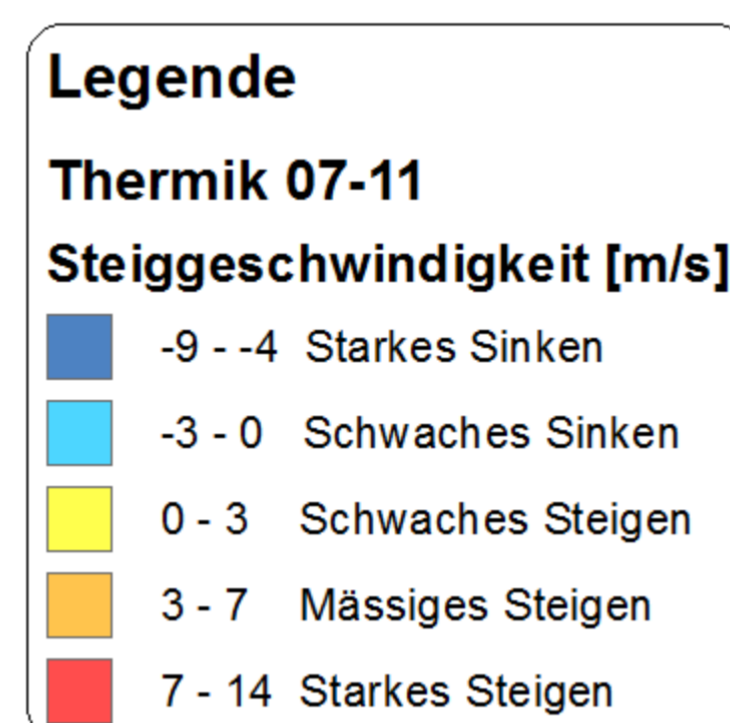 Legende
Thermik 07-11
Steiggeschwindigkeit [m/s]
-9 - -4 Starkes Sinken
-3 - 0 Schwaches Sinken
0 - 3 Schwaches Steigen
3 - 7 Mässiges Steigen
7 - 14 Starkes Steigen